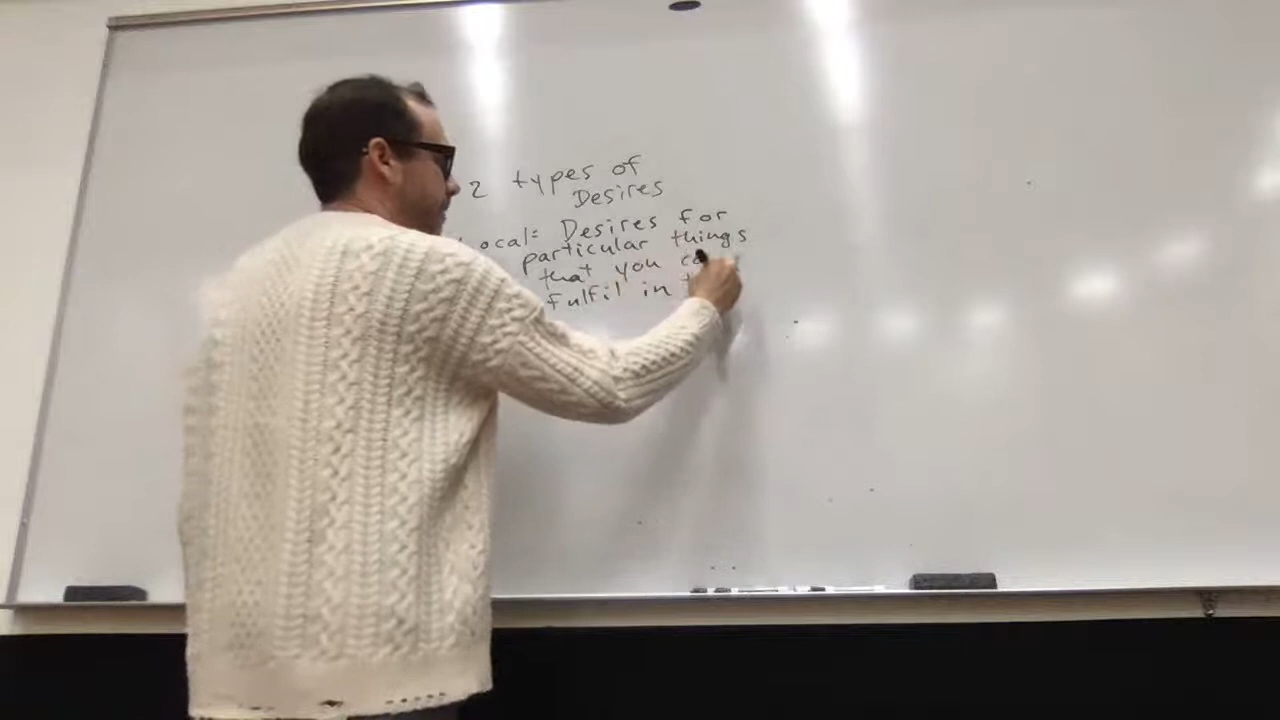 2 types of
Desires
ocal= Desires for
particular things
that you
fulfil in